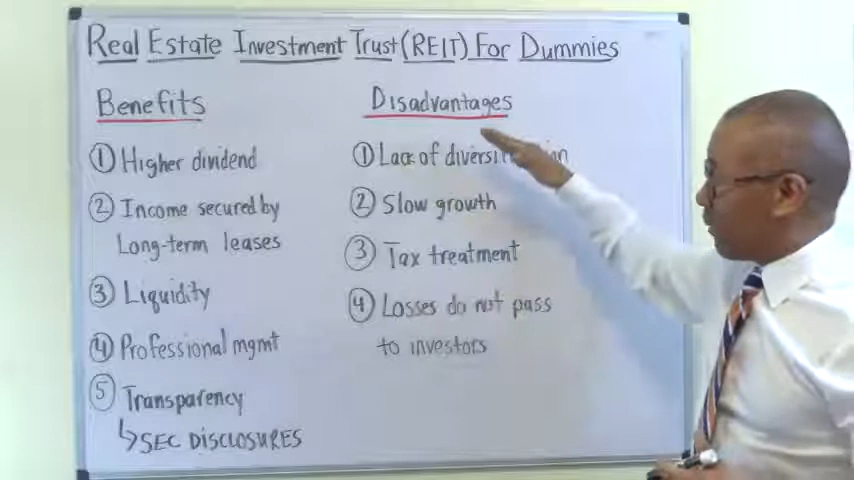 Real Estate Investment Trust (REIT) For Dummies
Benefits
① Higher dividend
② Income secured by
Long-term leases
③ Liquidity
④ Professional mgmt
⑤ Transparency
↳ SEC DISCLOSURES
Disadvantages
① Lack of
② Slow growth
③ Tax treatment
④ Losses do not pass
to investors